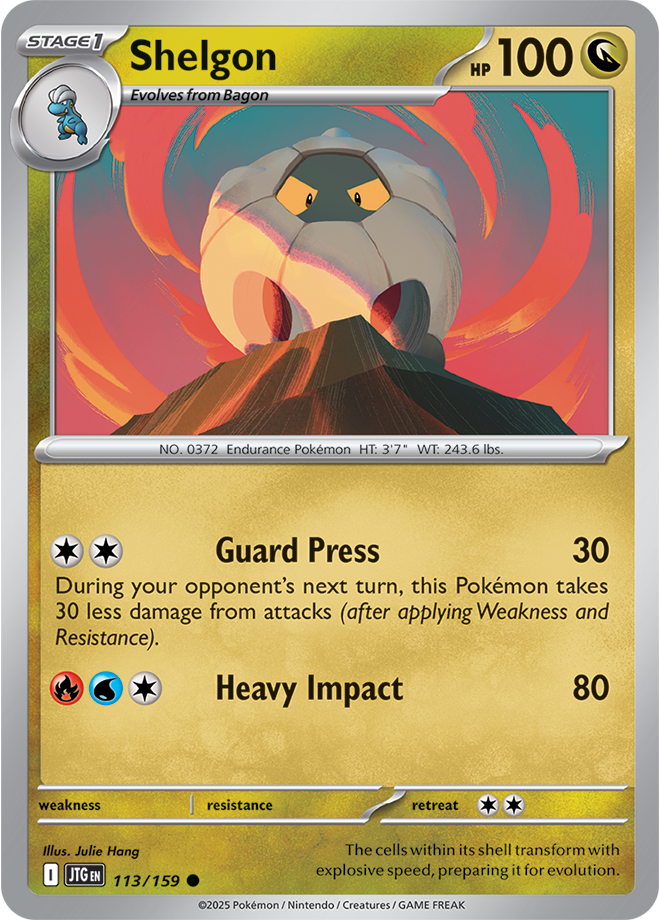 STAGE 1
Shelgon
HP 100
Evolves from Bagon
NO. 0372 Endurance Pokémon HT: 3'7" WT: 243.6 lbs.
Guard Press 30
During your opponent's next turn, this Pokémon takes
30 less damage from attacks (after applying Weakness and
Resistance).
Heavy Impact 80
weakness resistance retreat
Illus. Julie Hang
The cells within its shell transform with
explosive speed, preparing it for evolution.
I JTG EN 113/159
©2025 Pokémon / Nintendo / Creatures / GAME FREAK